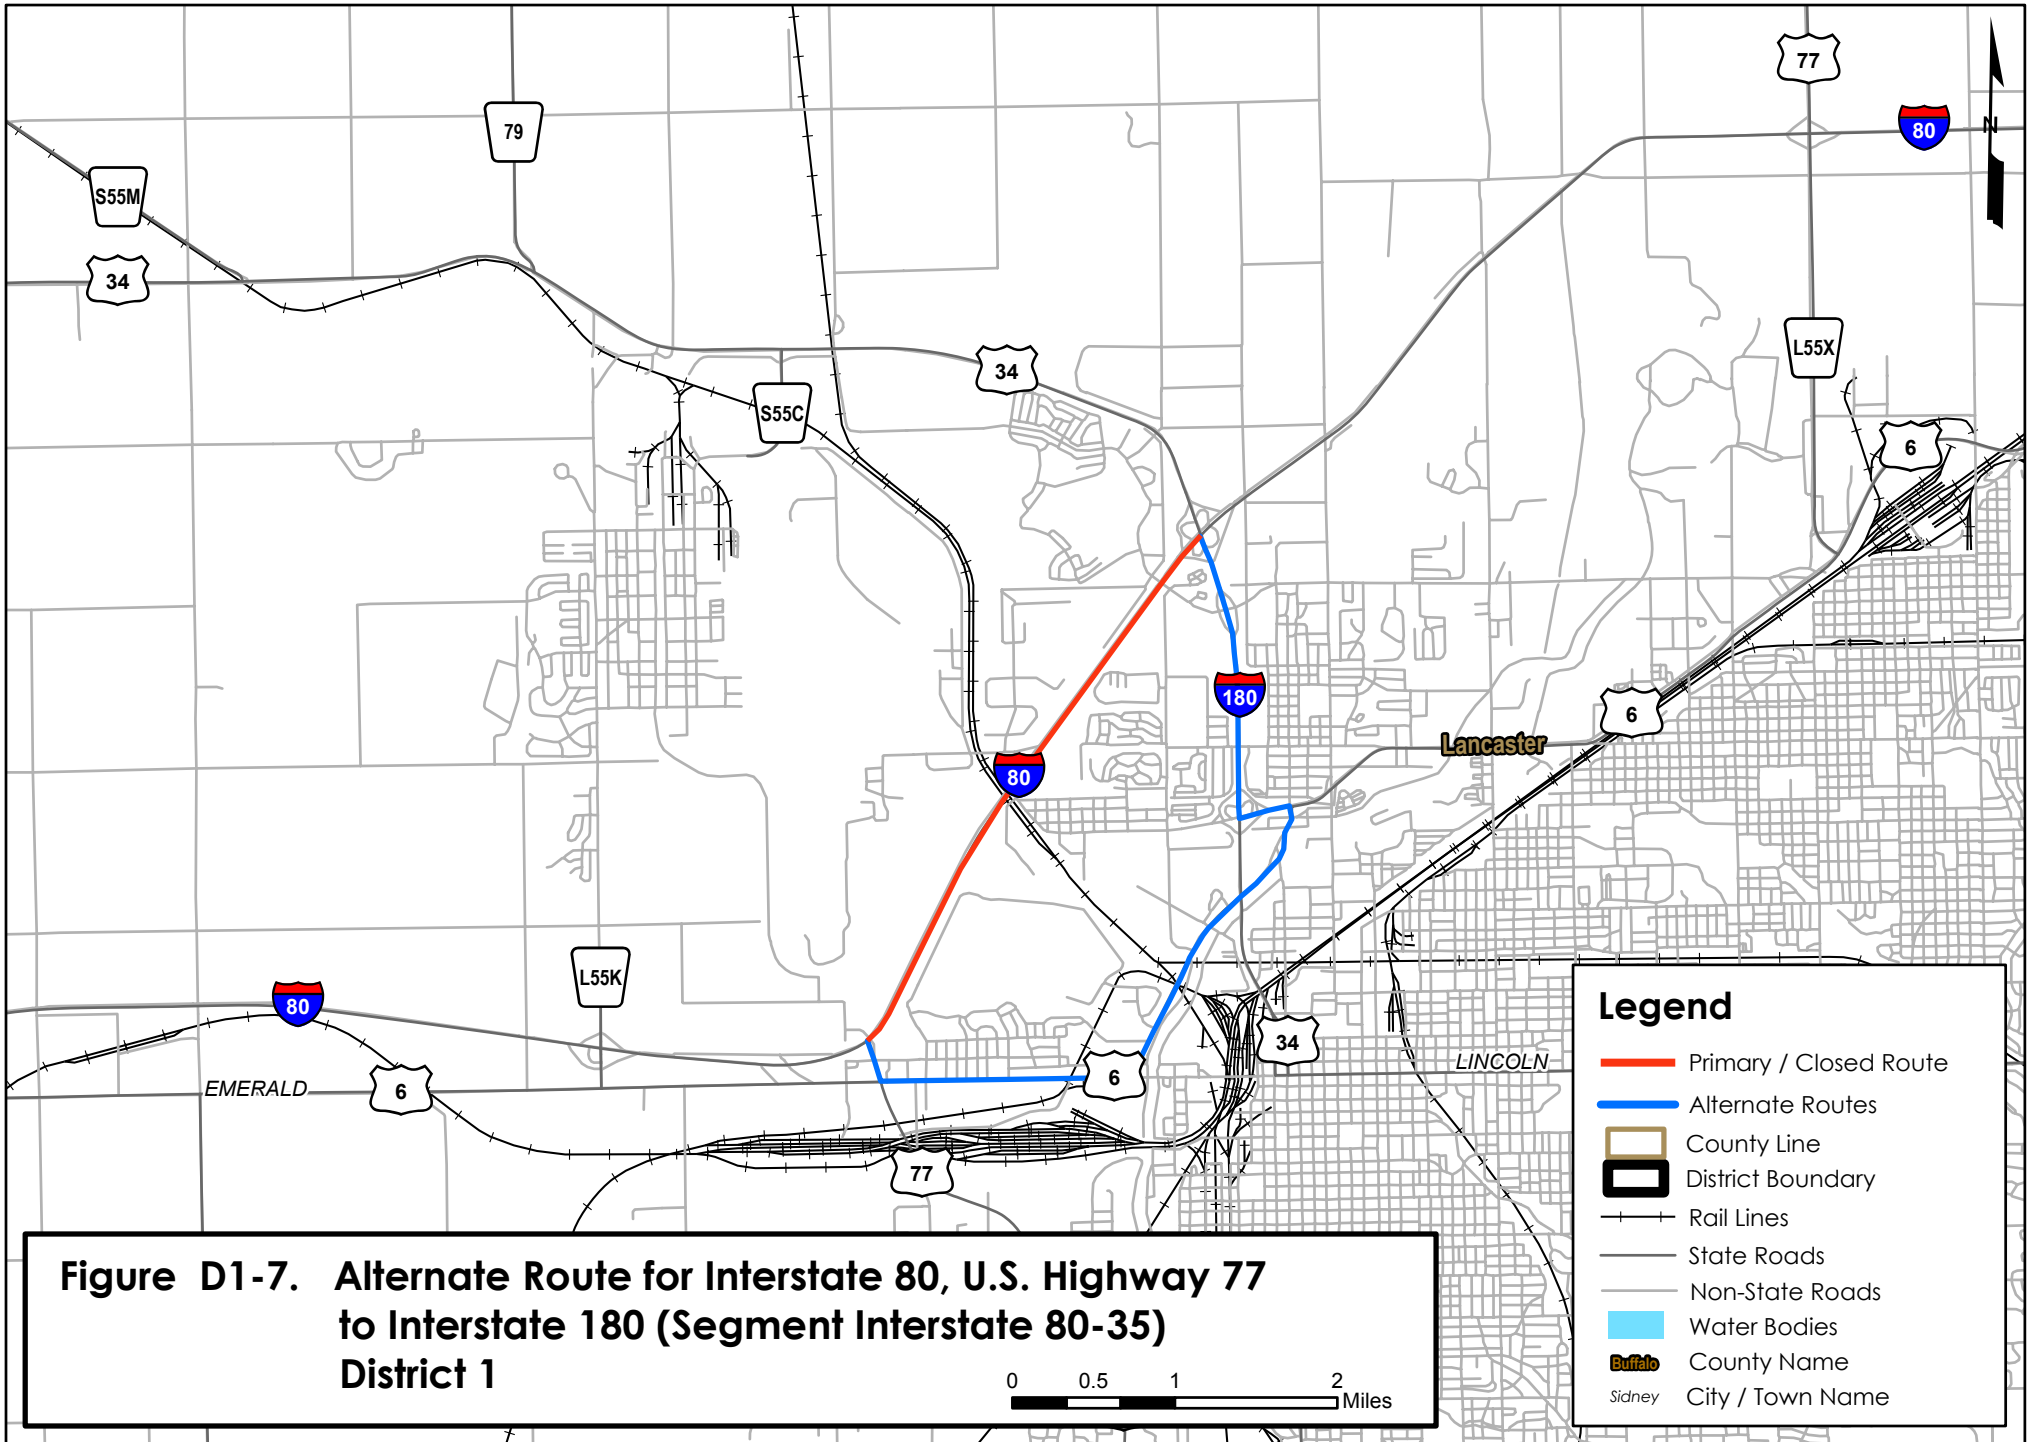 77
80
N
79
S55M
34
34
L55X
S55C
6
180
6
Lancaster
80
L55K
80
34
LINCOLN
6
EMERALD
6
77
Legend
Primary / Closed Route
Alternate Routes
County Line
District Boundary
Rail Lines
State Roads
Non-State Roads
Water Bodies
Buffalo County Name
Sidney City / Town Name
Figure D1-7. Alternate Route for Interstate 80, U.S. Highway 77
to Interstate 180 (Segment Interstate 80-35)
District 1
0 0.5 1 2
Miles